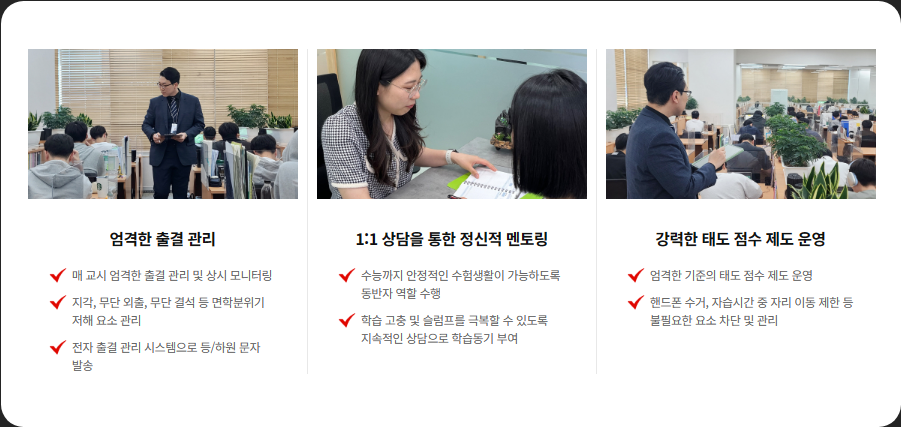 엄격한 출결 관리
매 교시 엄격한 출결 관리 및 상시 모니터링
지각, 무단 외출, 무단 결석 등 면학분위기
저해 요소 관리
전자 출결 관리 시스템으로 등/하원 문자
발송
1:1 상담을 통한 정신적 멘토링
수능까지 안정적인 수험생활이 가능하도록
동반자 역할 수행
학습 고충 및 슬럼프를 극복할 수 있도록
지속적인 상담으로 학습동기 부여
강력한 태도 점수 제도 운영
엄격한 기준의 태도 점수 제도 운영
핸드폰 수거, 자습시간 중 자리 이동 제한 등
불필요한 요소 차단 및 관리